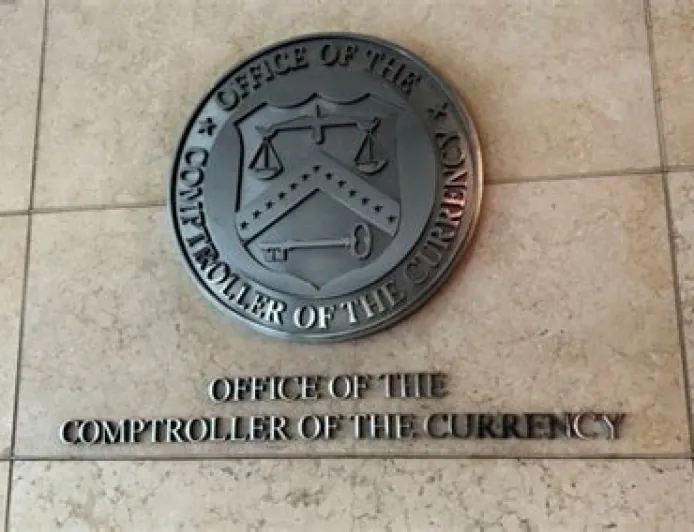 OFFICE OF THE
COMPTROLLER OF THE CURRENCY
OFFICE OF THE
COMPTROLLER OF THE CURRENCY